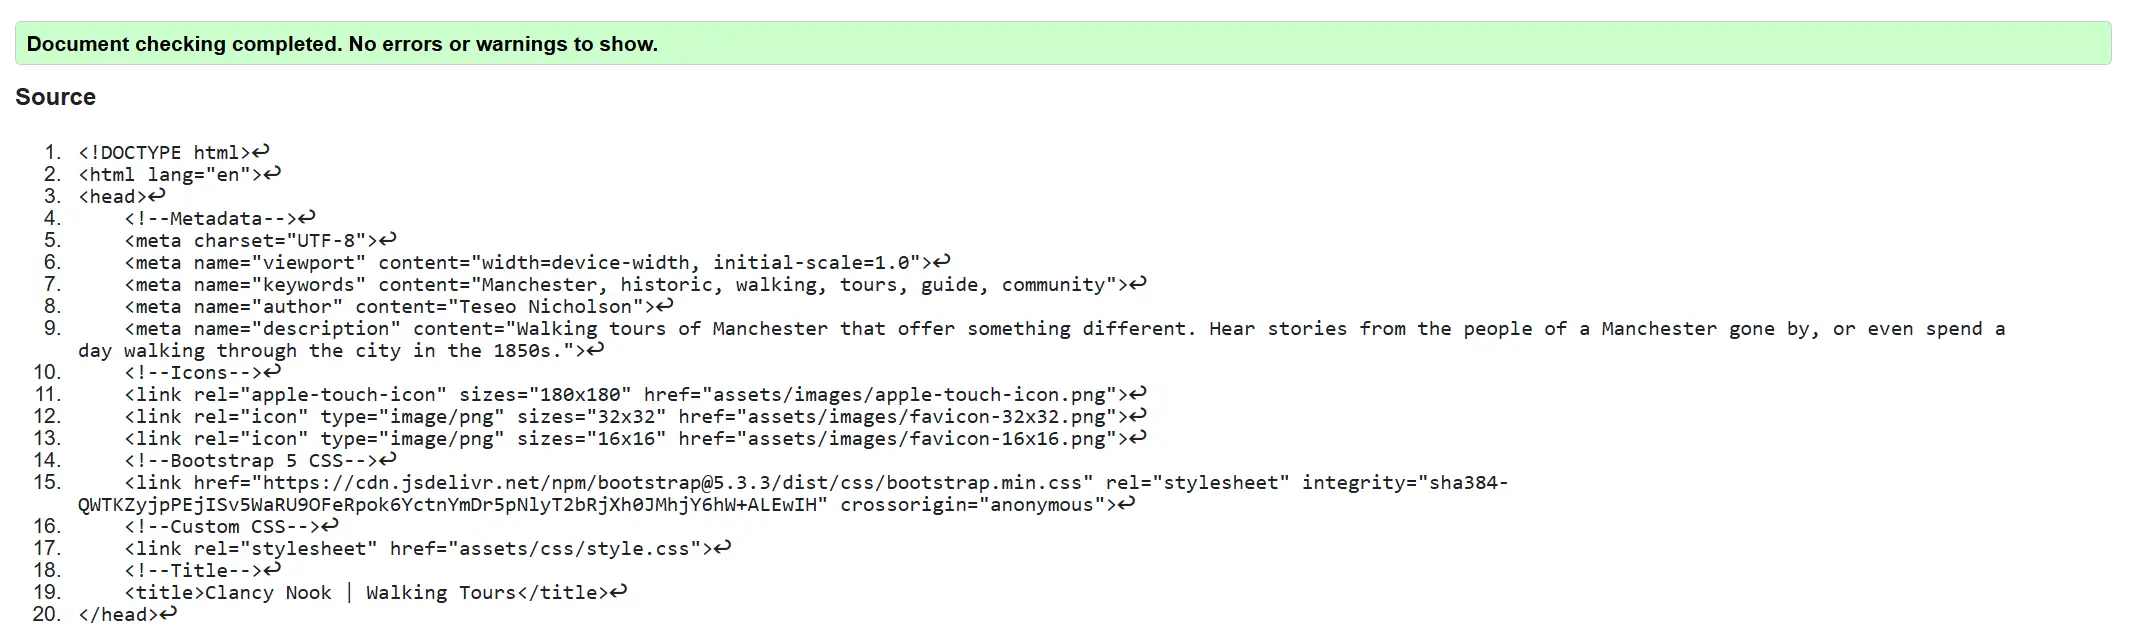 Document checking completed. No errors or warnings to show.
Source
1. <!DOCTYPE html>↩
2. <html lang="en">↩
3. <head>↩
4.     <!--Metadata-->↩
5.     <meta charset="UTF-8">↩
6.     <meta name="viewport" content="width=device-width, initial-scale=1.0">↩
7.     <meta name="keywords" content="Manchester, historic, walking, tours, guide, community">↩
8.     <meta name="author" content="Teseo Nicholson">↩
9.     <meta name="description" content="Walking tours of Manchester that offer something different. Hear stories from the people of a Manchester gone by, or even spend a
day walking through the city in the 1850s.">↩
10.     <!--Icons-->↩
11.     <link rel="apple-touch-icon" sizes="180x180" href="assets/images/apple-touch-icon.png">↩
12.     <link rel="icon" type="image/png" sizes="32x32" href="assets/images/favicon-32x32.png">↩
13.     <link rel="icon" type="image/png" sizes="16x16" href="assets/images/favicon-16x16.png">↩
14.     <!--Bootstrap 5 CSS-->↩
15.     <link href="https://cdn.jsdelivr.net/npm/bootstrap@5.3.3/dist/css/bootstrap.min.css" rel="stylesheet" integrity="sha384-
QWTKZyjpPEjISv5WaRU9OFeRpok6YctnYmDr5pNlyT2bRjXh0JMhjY6hW+ALEwIH" crossorigin="anonymous">↩
16.     <!--Custom CSS-->↩
17.     <link rel="stylesheet" href="assets/css/style.css">↩
18.     <!--Title-->↩
19.     <title>Clancy Nook | Walking Tours</title>↩
20. </head>↩